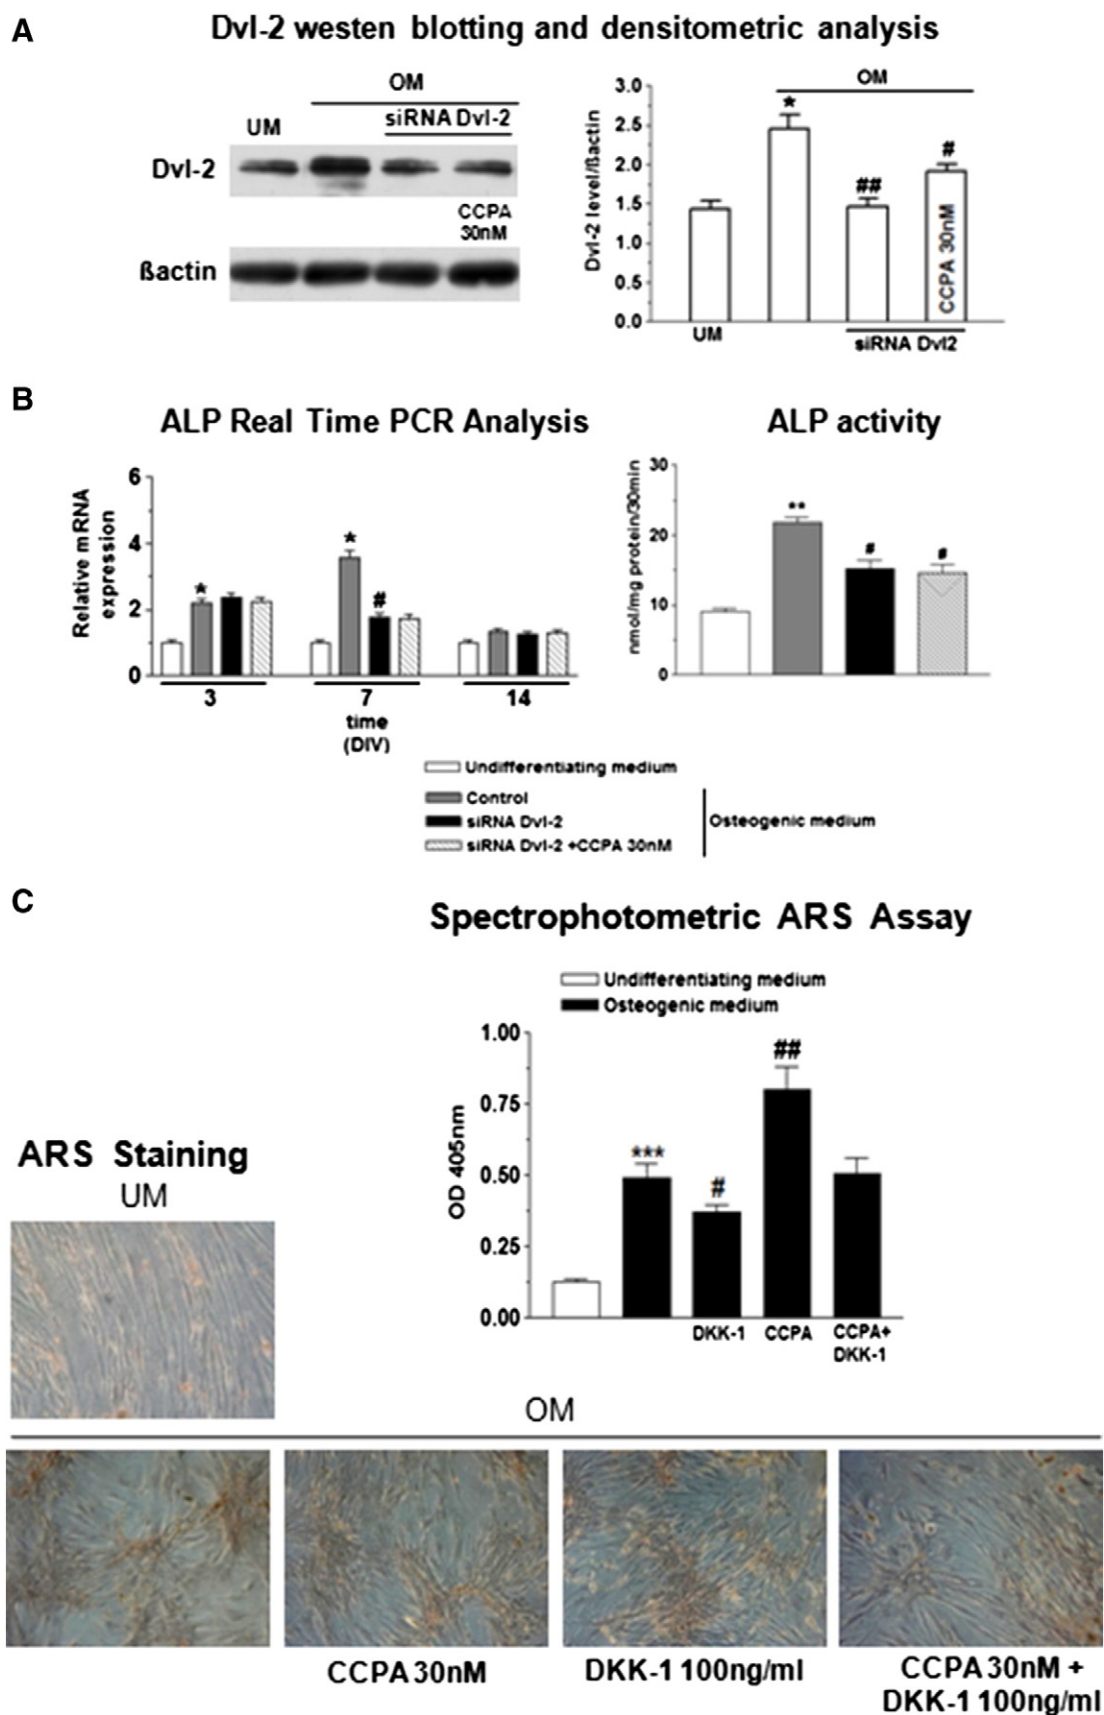 A
Dvl-2 westen blotting and densitometric analysis
OM
siRNA Dvl-2
UM
Dvl-2
CCPA
30nM
ßactin
OM
3.0
2.5
2.0
1.5
1.0
0.5
0.0
Dvl-2 level/ßactin
*
##
#
CCPA 30nM
UM
siRNA Dvl2
B
ALP Real Time PCR Analysis
Relative mRNA
expression
6
4
2
0
*
*
#
3
7
14
time
(DIV)
ALP activity
nmol/mg protein/30min
30
20
10
0
**
#
#
Undifferentiating medium
Control
siRNA Dvl-2
siRNA Dvl-2 +CCPA 30nM
Osteogenic medium
C
Spectrophotometric ARS Assay
Undifferentiating medium
Osteogenic medium
OD 405nm
1.00
0.75
0.50
0.25
0.00
***
#
##
DKK-1
CCPA
CCPA+
DKK-1
ARS Staining
UM
OM
CCPA 30nM
DKK-1 100ng/ml
CCPA 30nM +
DKK-1 100ng/ml